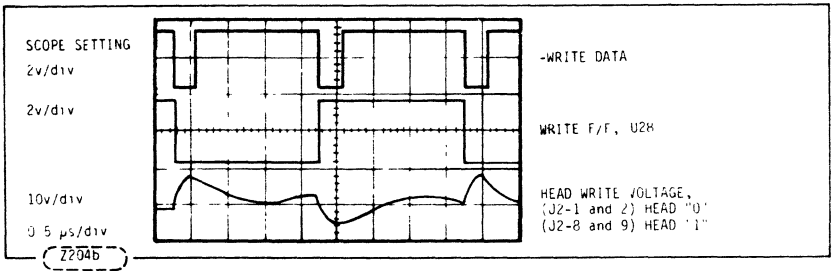 SCOPE SETTING
2v/div
-WRITE DATA
2v/div
WRITE F/F, U28
10v/div
HEAD WRITE VOLTAGE,
(J2-1 and 2) HEAD "0"
0 5 µs/div
(J2-8 and 9) HEAD "1"
Z204b